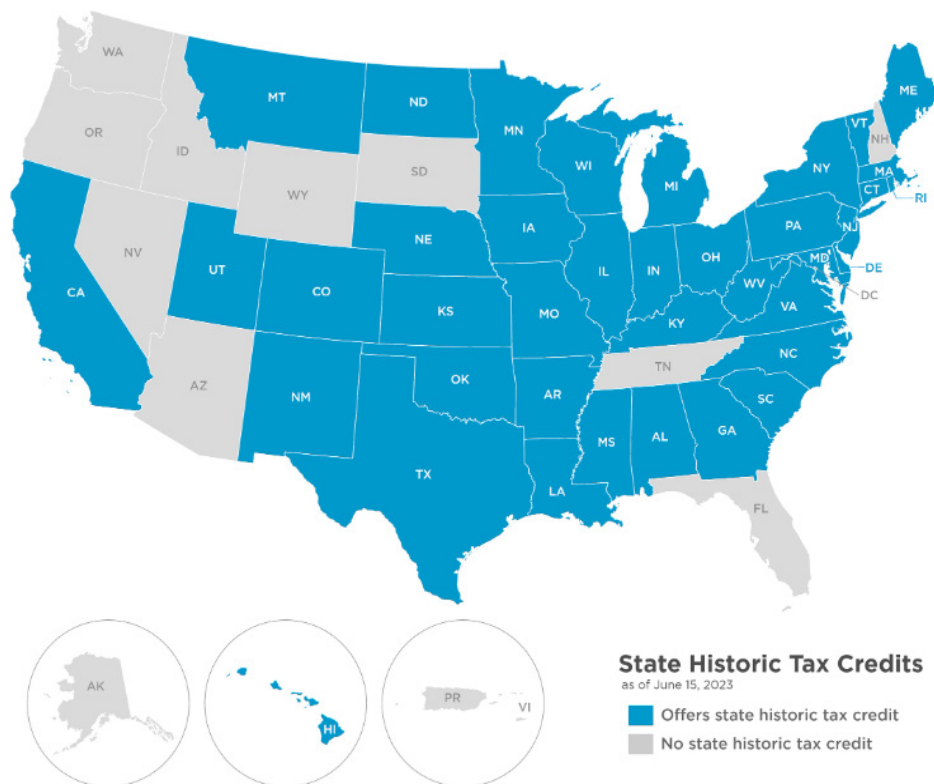 WA
MT
ND
MN
ME
VT
NH
OR
ID
SD
WI
NY
MA
WY
MI
CT
RI
IA
PA
NJ
NE
NV
OH
MD
UT
IL
IN
DE
CA
CO
WV
DC
KS
MO
VA
KY
NC
TN
AZ
OK
NM
AR
SC
MS
AL
GA
TX
LA
FL
AK
HI
PR
VI
State Historic Tax Credits
as of June 15, 2023
Offers state historic tax credit
No state historic tax credit